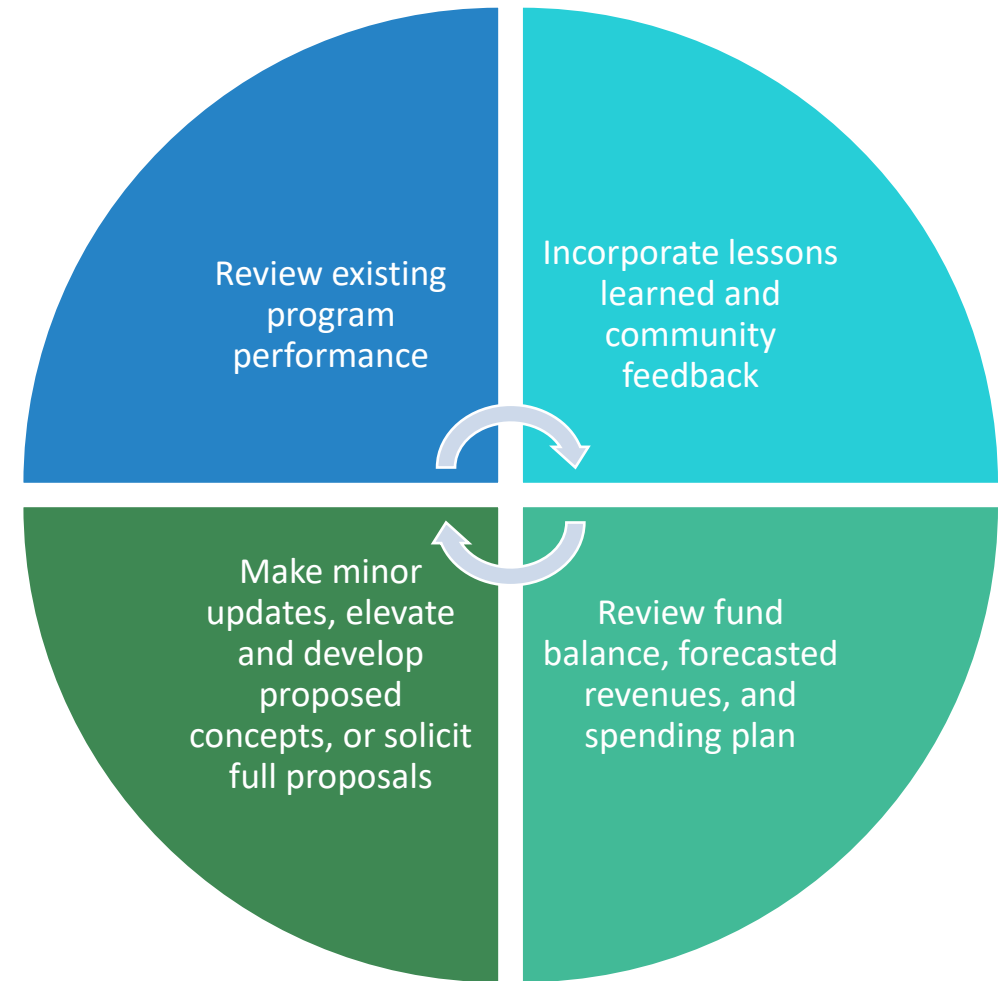 Review existing
program
performance
Incorporate lessons
learned and
community
feedback
Make minor
updates, elevate
and develop
proposed
concepts, or solicit
full proposals
Review fund
balance, forecasted
revenues, and
spending plan